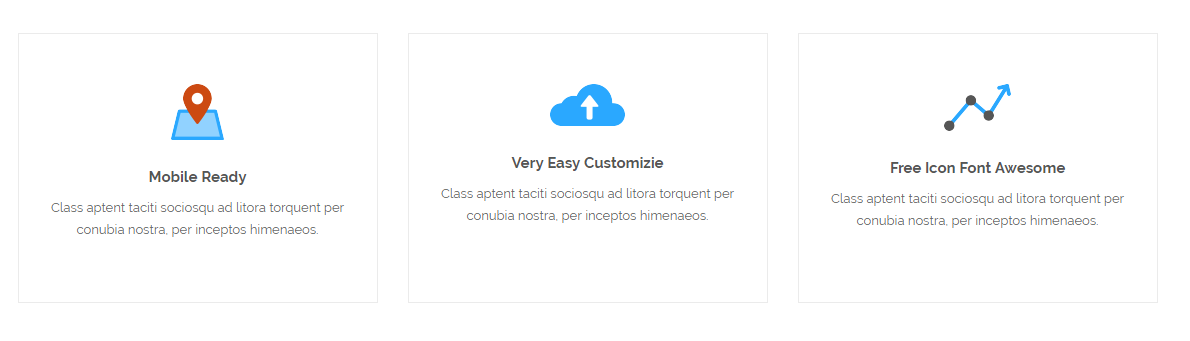 Mobile Ready
Class aptent taciti sociosqu ad litora torquent per
conubia nostra, per inceptos himenaeos.
Very Easy Customizie
Class aptent taciti sociosqu ad litora torquent per
conubia nostra, per inceptos himenaeos.
Free Icon Font Awesome
Class aptent taciti sociosqu ad litora torquent per
conubia nostra, per inceptos himenaeos.